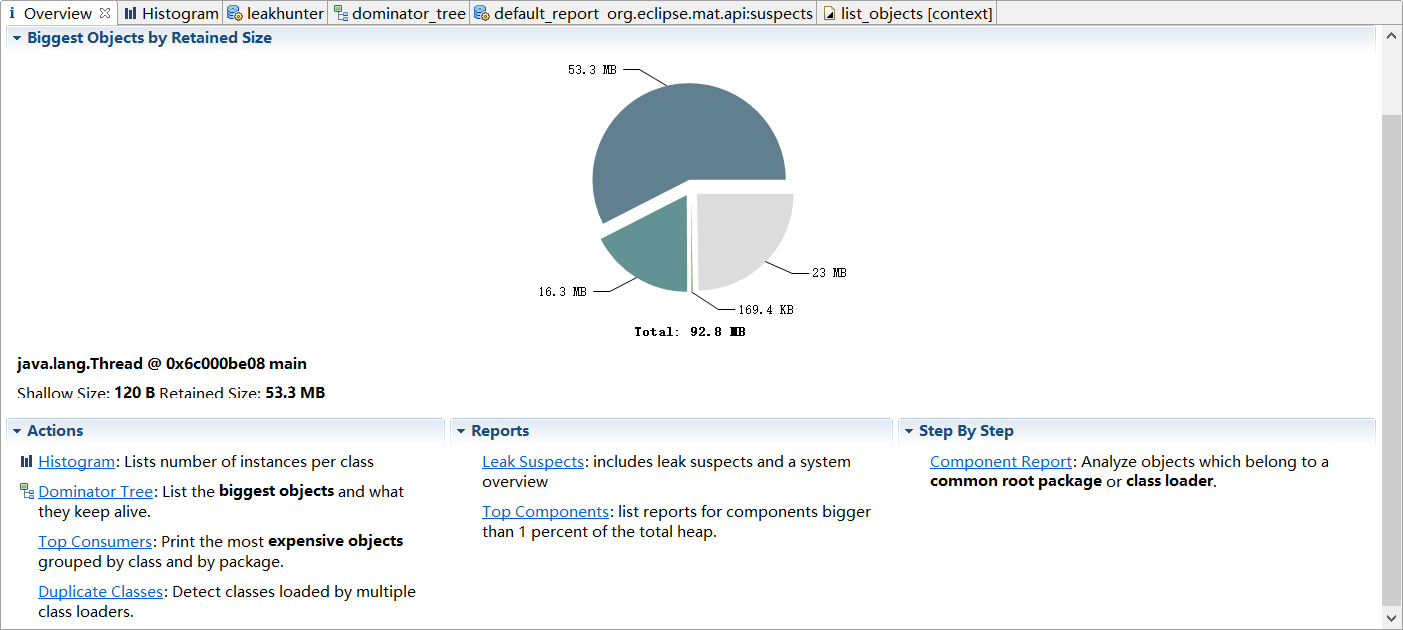 Overview
Histogram
leakhunter
dominator_tree
default_report org.eclipse.mat.api:suspects
list_objects [context]
Biggest Objects by Retained Size
53.3 MB
23 MB
16.3 MB
169.4 KB
Total: 92.8 MB
java.lang.Thread @ 0x6c000be08 main
Shallow Size: 120 B Retained Size: 53.3 MB
Actions
Histogram: Lists number of instances per class
Dominator Tree: List the biggest objects and what
they keep alive.
Top Consumers: Print the most expensive objects
grouped by class and by package.
Duplicate Classes: Detect classes loaded by multiple
class loaders.
Reports
Leak Suspects: includes leak suspects and a system
overview
Top Components: list reports for components bigger
than 1 percent of the total heap.
Step By Step
Component Report: Analyze objects which belong to a
common root package or class loader.